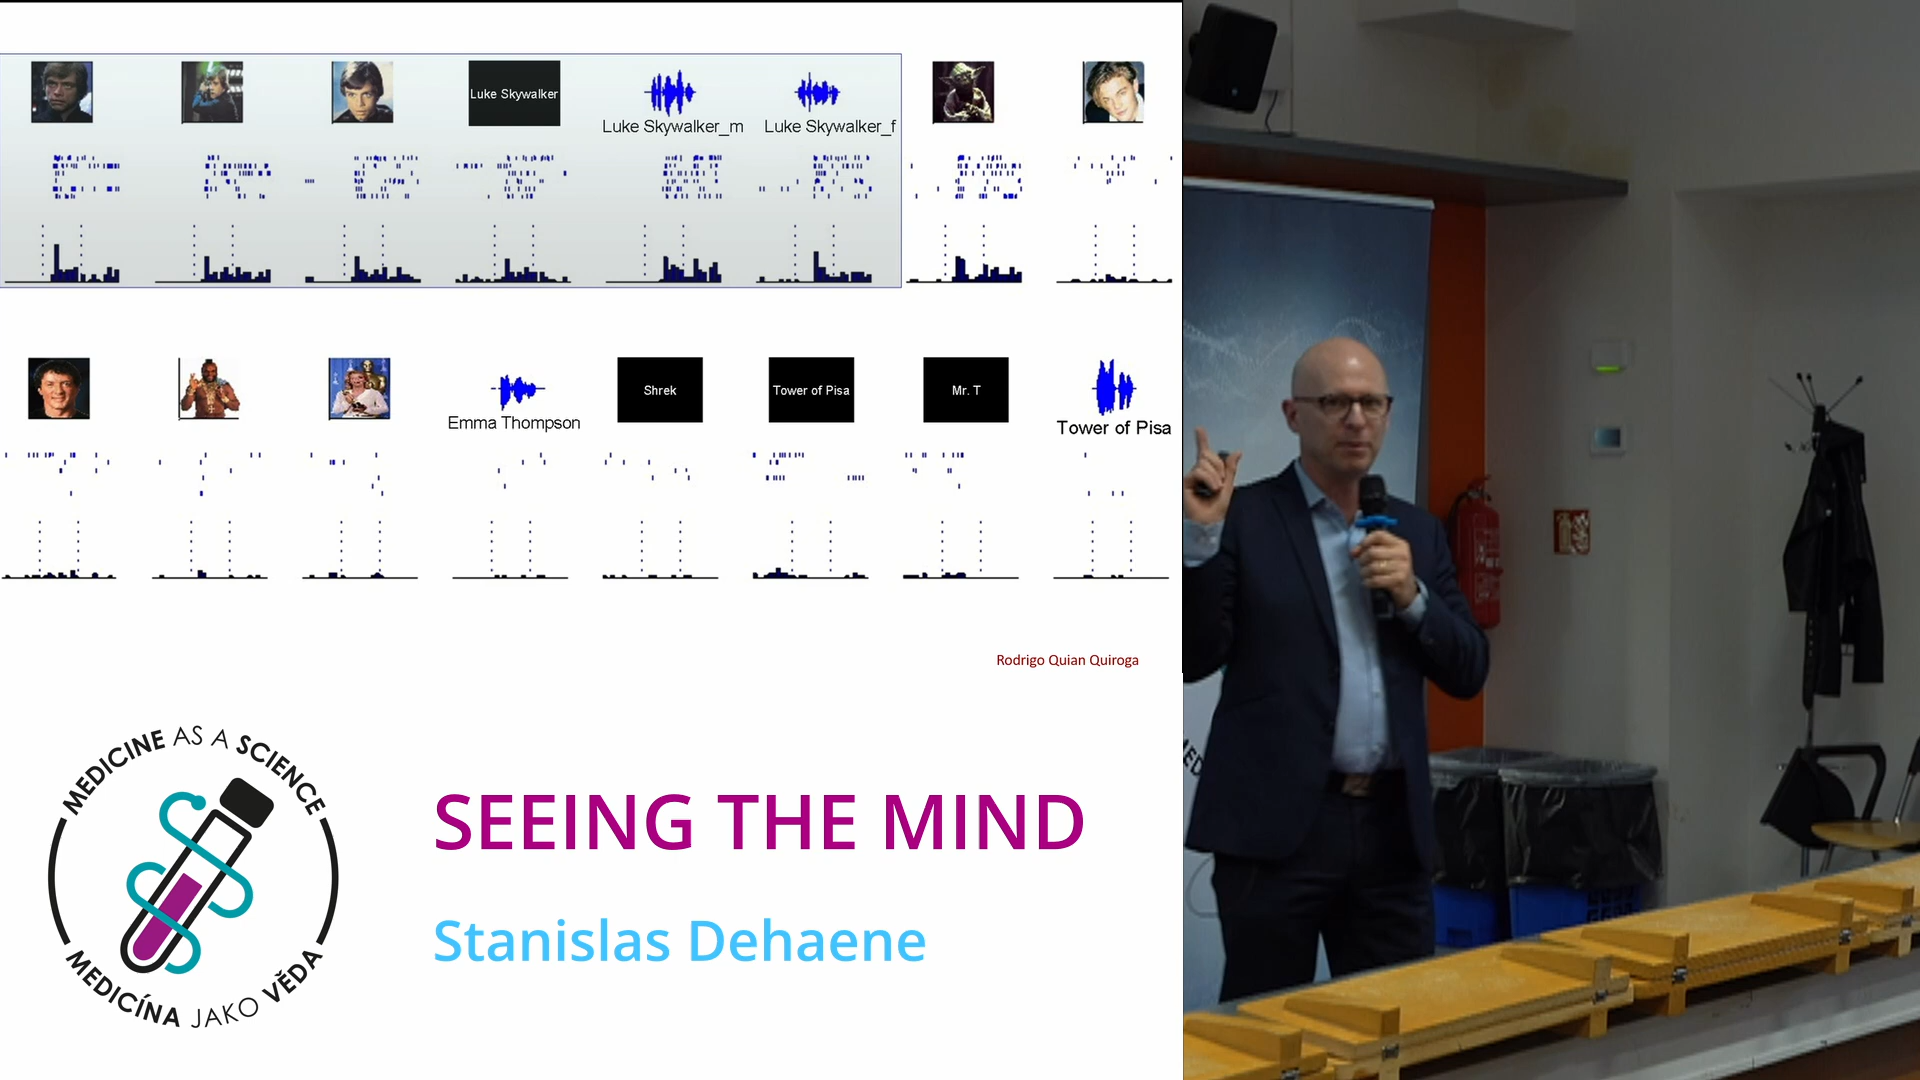 Luke Skywalker
Luke Skywalker_m
Luke Skywalker_f
Emma Thompson
Shrek
Tower of Pisa
Mr. T
Tower of Pisa
Rodrigo Quian Quiroga
MEDICINE AS A SCIENCE
MEDICÍNA JAKO VĚDA
SEEING THE MIND
Stanislas Dehaene